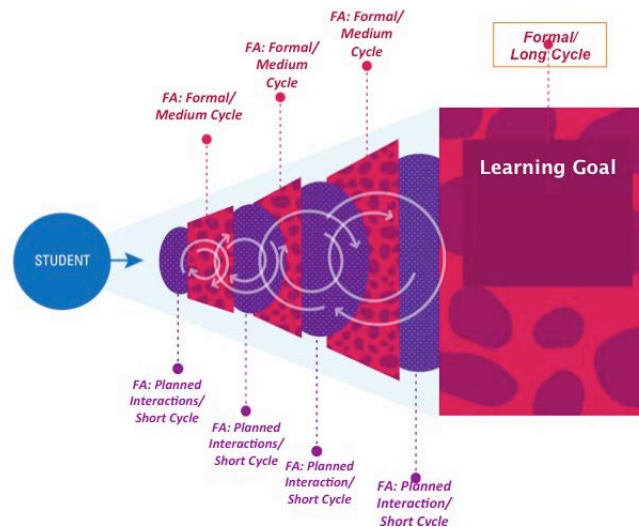 FA: Formal/
Medium
Cycle
FA: Formal/
Medium
Cycle
FA: Formal/
Medium Cycle
Formal/
Long Cycle
Learning Goal
STUDENT
FA: Planned
Interactions/
Short Cycle
FA: Planned
Interactions/
Short Cycle
FA: Planned
Interaction/
Short Cycle
FA: Planned
Interaction/
Short Cycle